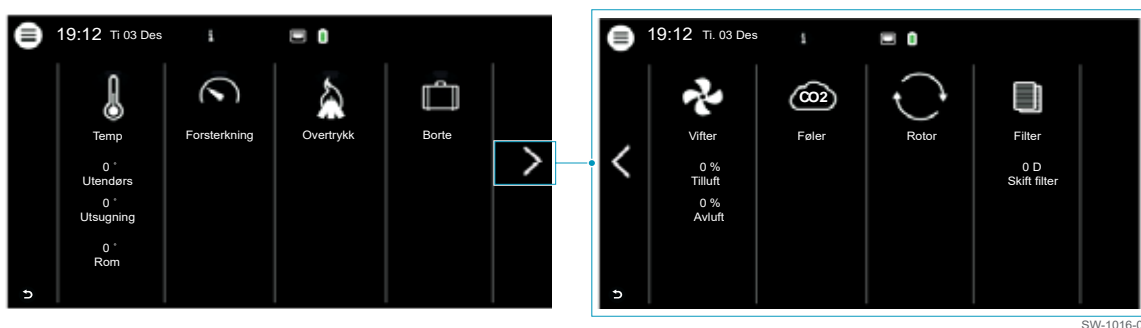 19:12 Ti 03 Des
Temp
Forsterkning
Overtrykk
Borte
0 °
Utendørs
0 °
Utsugning
0 °
Rom
19:12 Ti. 03 Des
CO2
Vifter
Føler
Rotor
Filter
0 %
Tilluft
0 %
Avluft
0 D
Skift filter